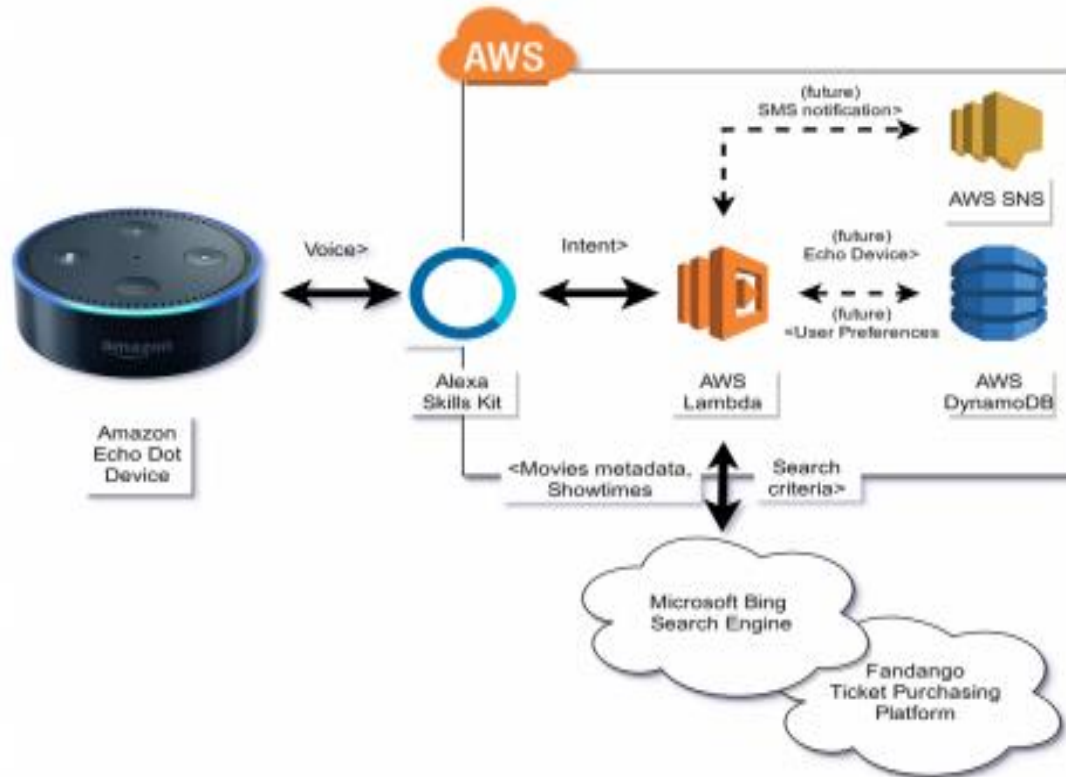 AWS
(future)
SMS notification>
AWS SNS
Voice>
Intent>
(future)
Echo Device>
(future)
<User Preferences
amazon
Alexa
Skills Kit
AWS
Lambda
AWS
DynamoDB
Amazon
Echo Dot
Device
<Movies metadata,
Showtimes
Search
criteria>
Microsoft Bing
Search Engine
Fandango
Ticket Purchasing
Platform